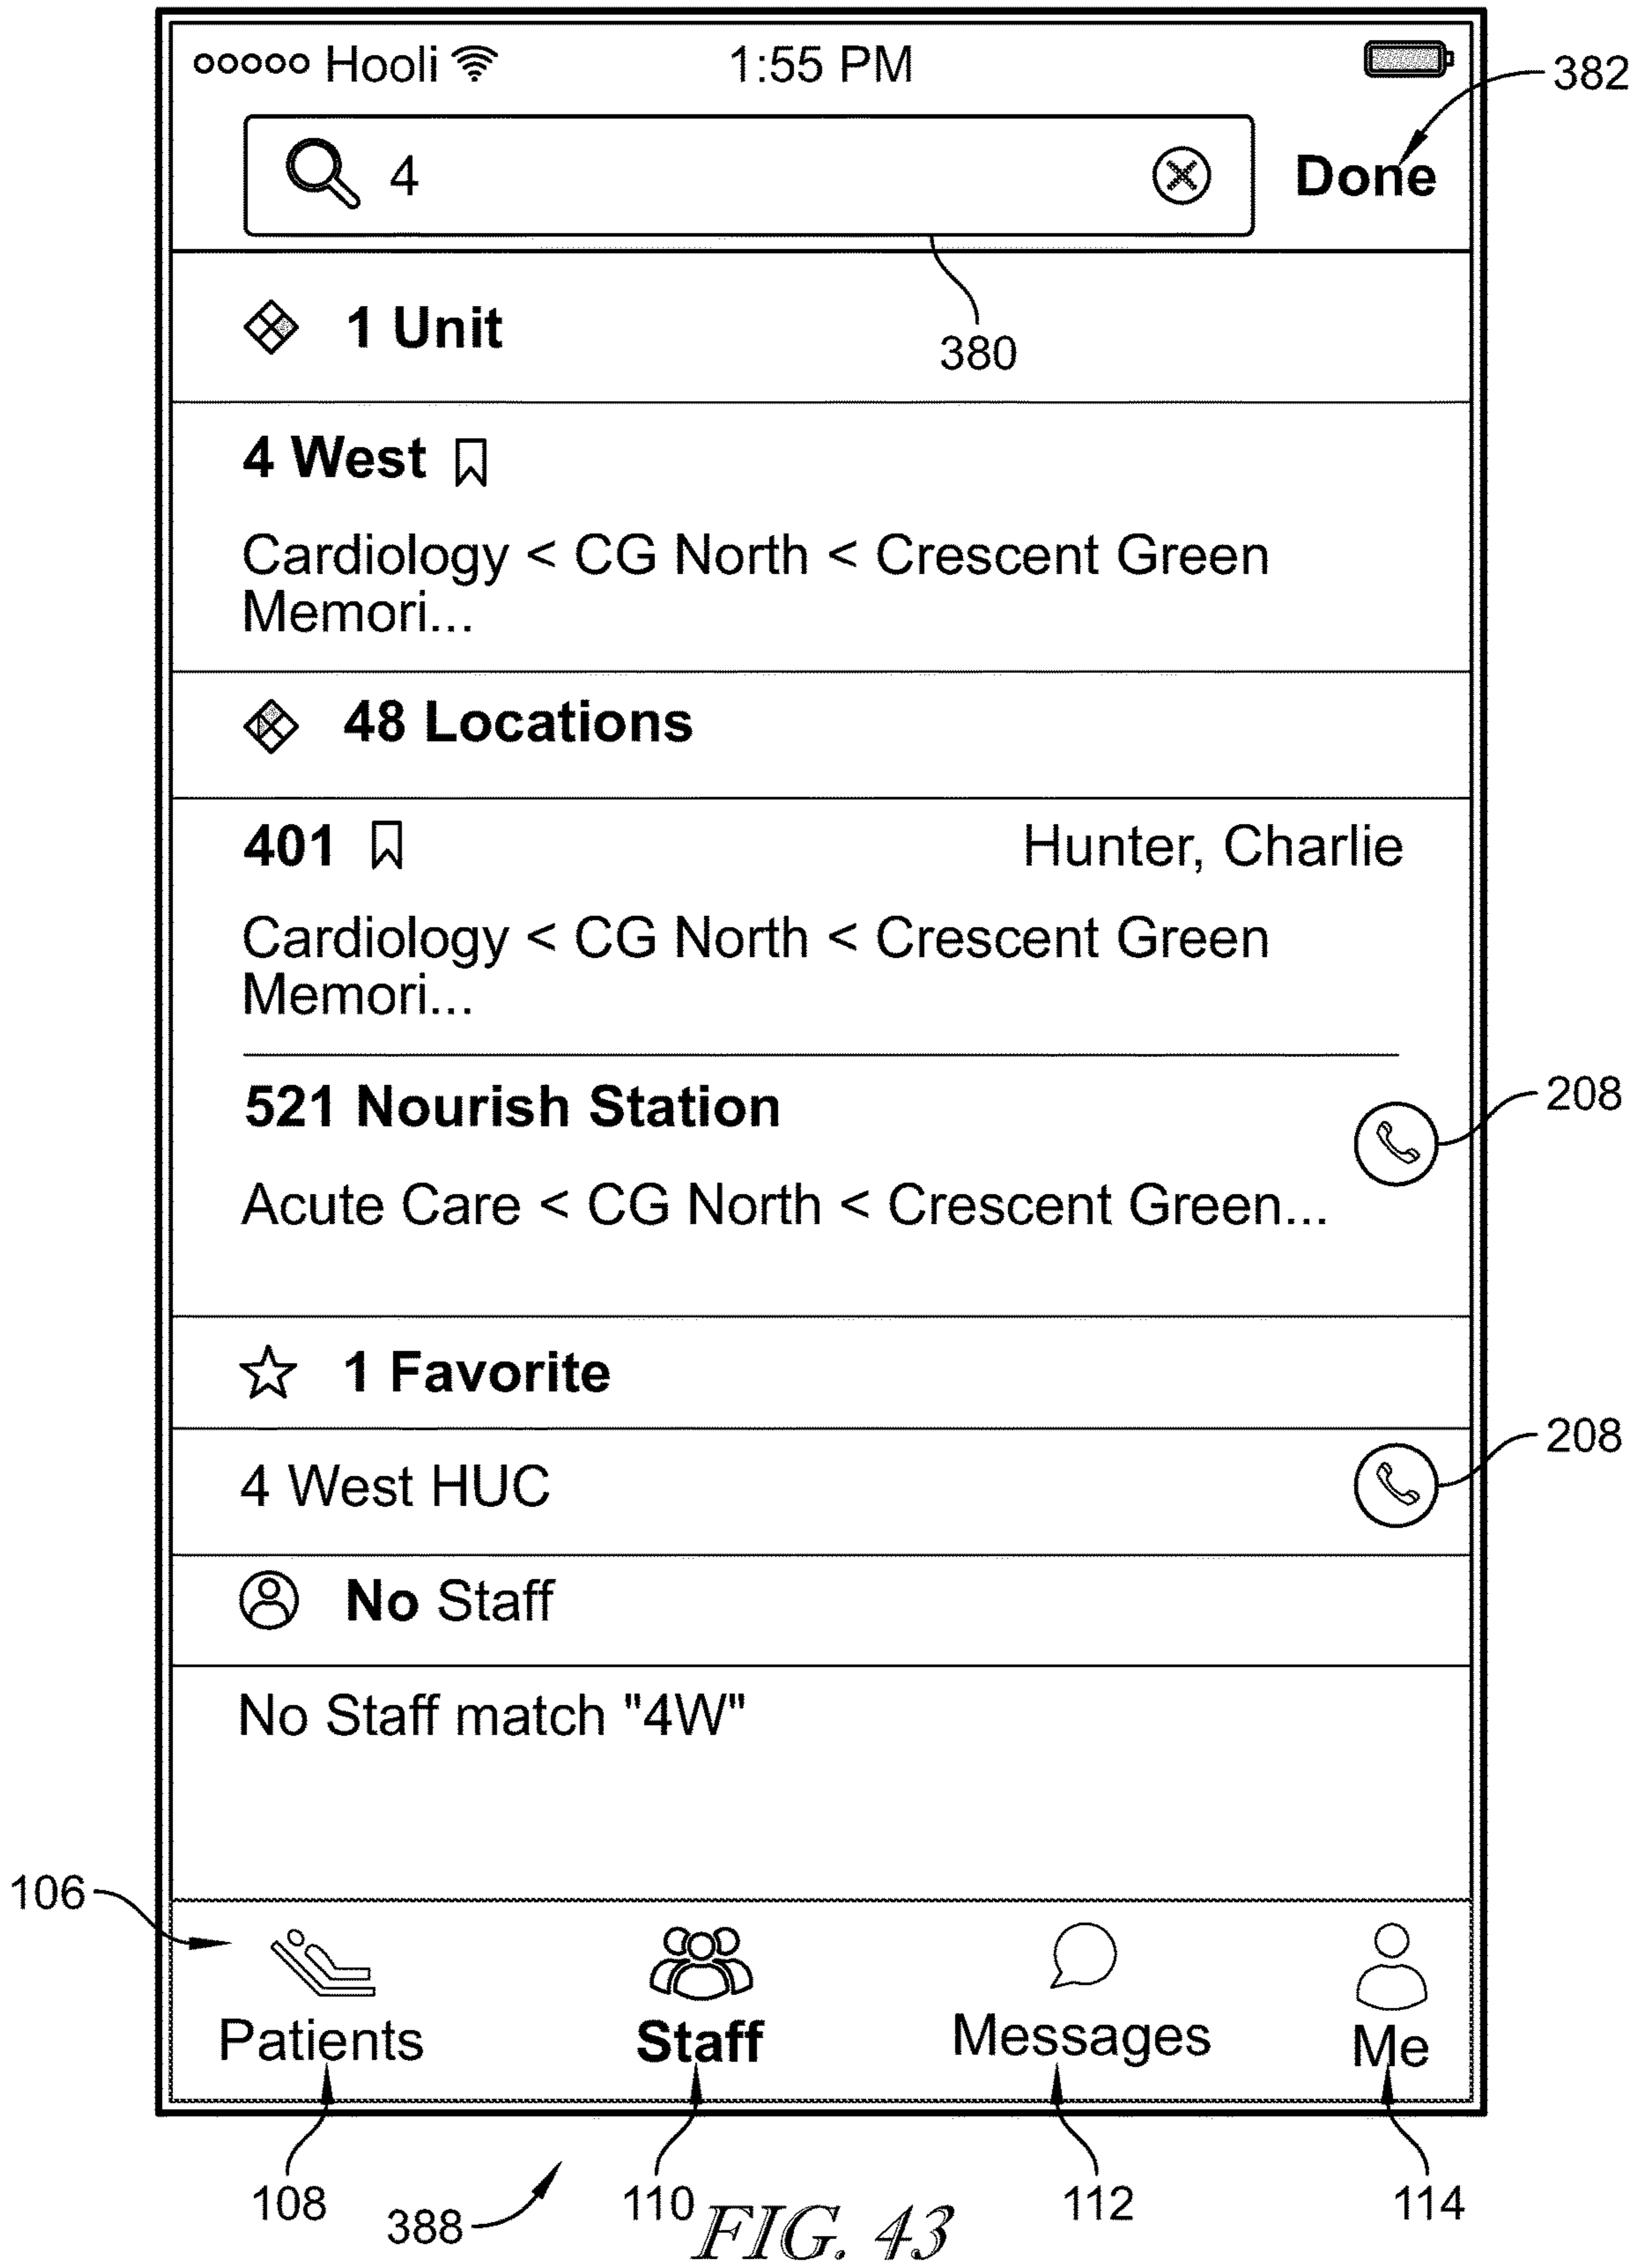 Hooli 1:55 PM
382
4 Done
380
1 Unit
4 West
Cardiology < CG North < Crescent Green
Memori...
48 Locations
401 Hunter, Charlie
Cardiology < CG North < Crescent Green
Memori...
521 Nourish Station
208
Acute Care < CG North < Crescent Green...
1 Favorite
208
4 West HUC
No Staff
No Staff match "4W"
106
Patients Staff Messages Me
108 388 110 112 114
FIG. 43